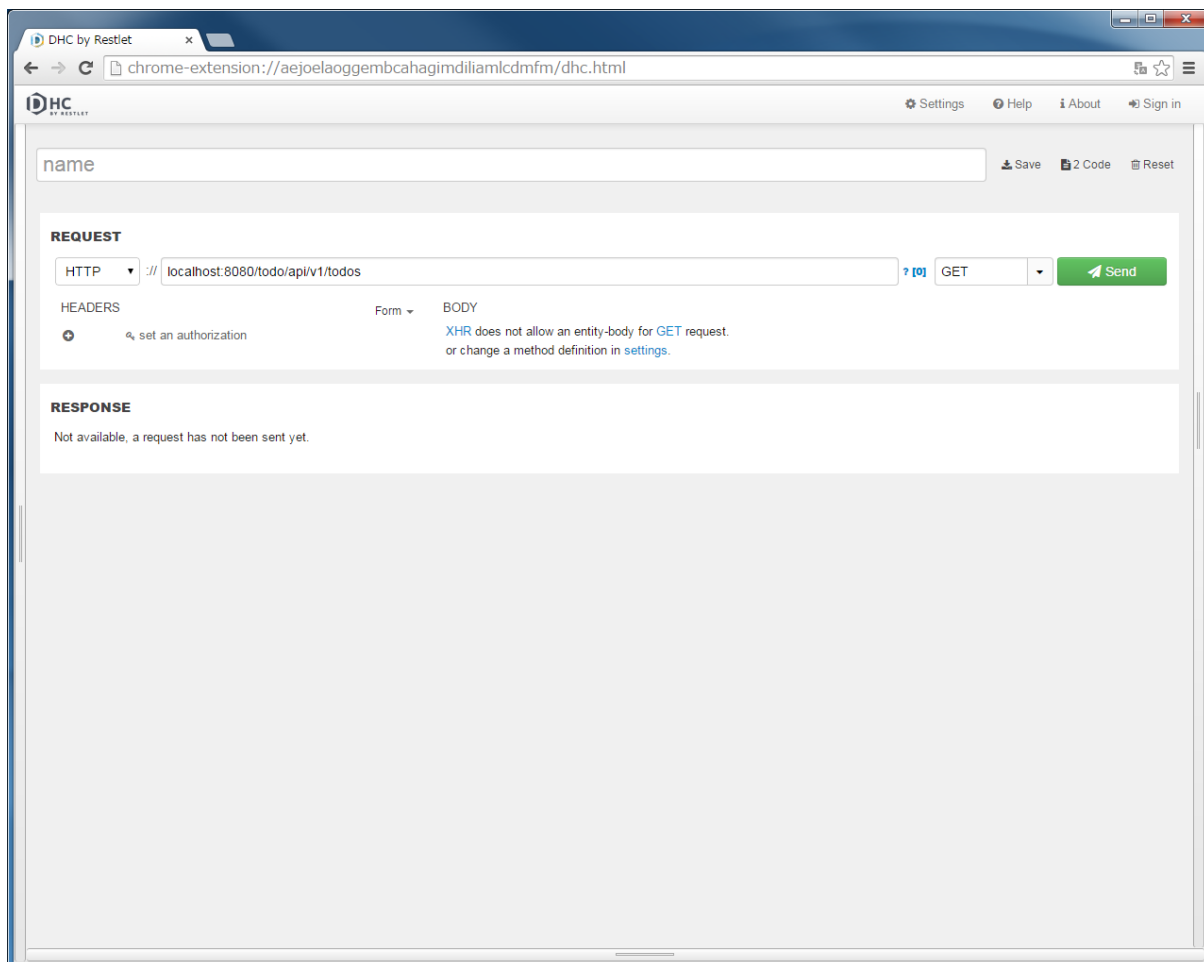 DHC by Restlet
chrome-extension://aejoelaoggembcahagimdiliamlcdmfm/dhc.html
DHC
BY RESTLET
Settings
Help
About
Sign in
name
Save
2 Code
Reset
REQUEST
HTTP
://
localhost:8080/todo/api/v1/todos
? [0]
GET
Send
HEADERS
Form
BODY
set an authorization
XHR does not allow an entity-body for GET request.
or change a method definition in settings.
RESPONSE
Not available, a request has not been sent yet.